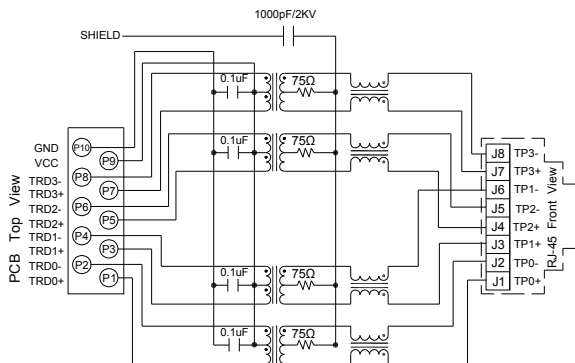 1000pF/2KV
SHIELD
0.1uF 75Ω
0.1uF 75Ω
0.1uF 75Ω
0.1uF 75Ω
PCB Top View
GND P10
VCC P9
TRD3- P8
TRD3+ P7
TRD2- P6
TRD2+ P5
TRD1- P4
TRD1+ P3
TRD0- P2
TRD0+ P1
J8 TP3-
J7 TP3+
J6 TP1-
J5 TP2-
J4 TP2+
J3 TP1+
J2 TP0-
J1 TP0+
RJ-45 Front View